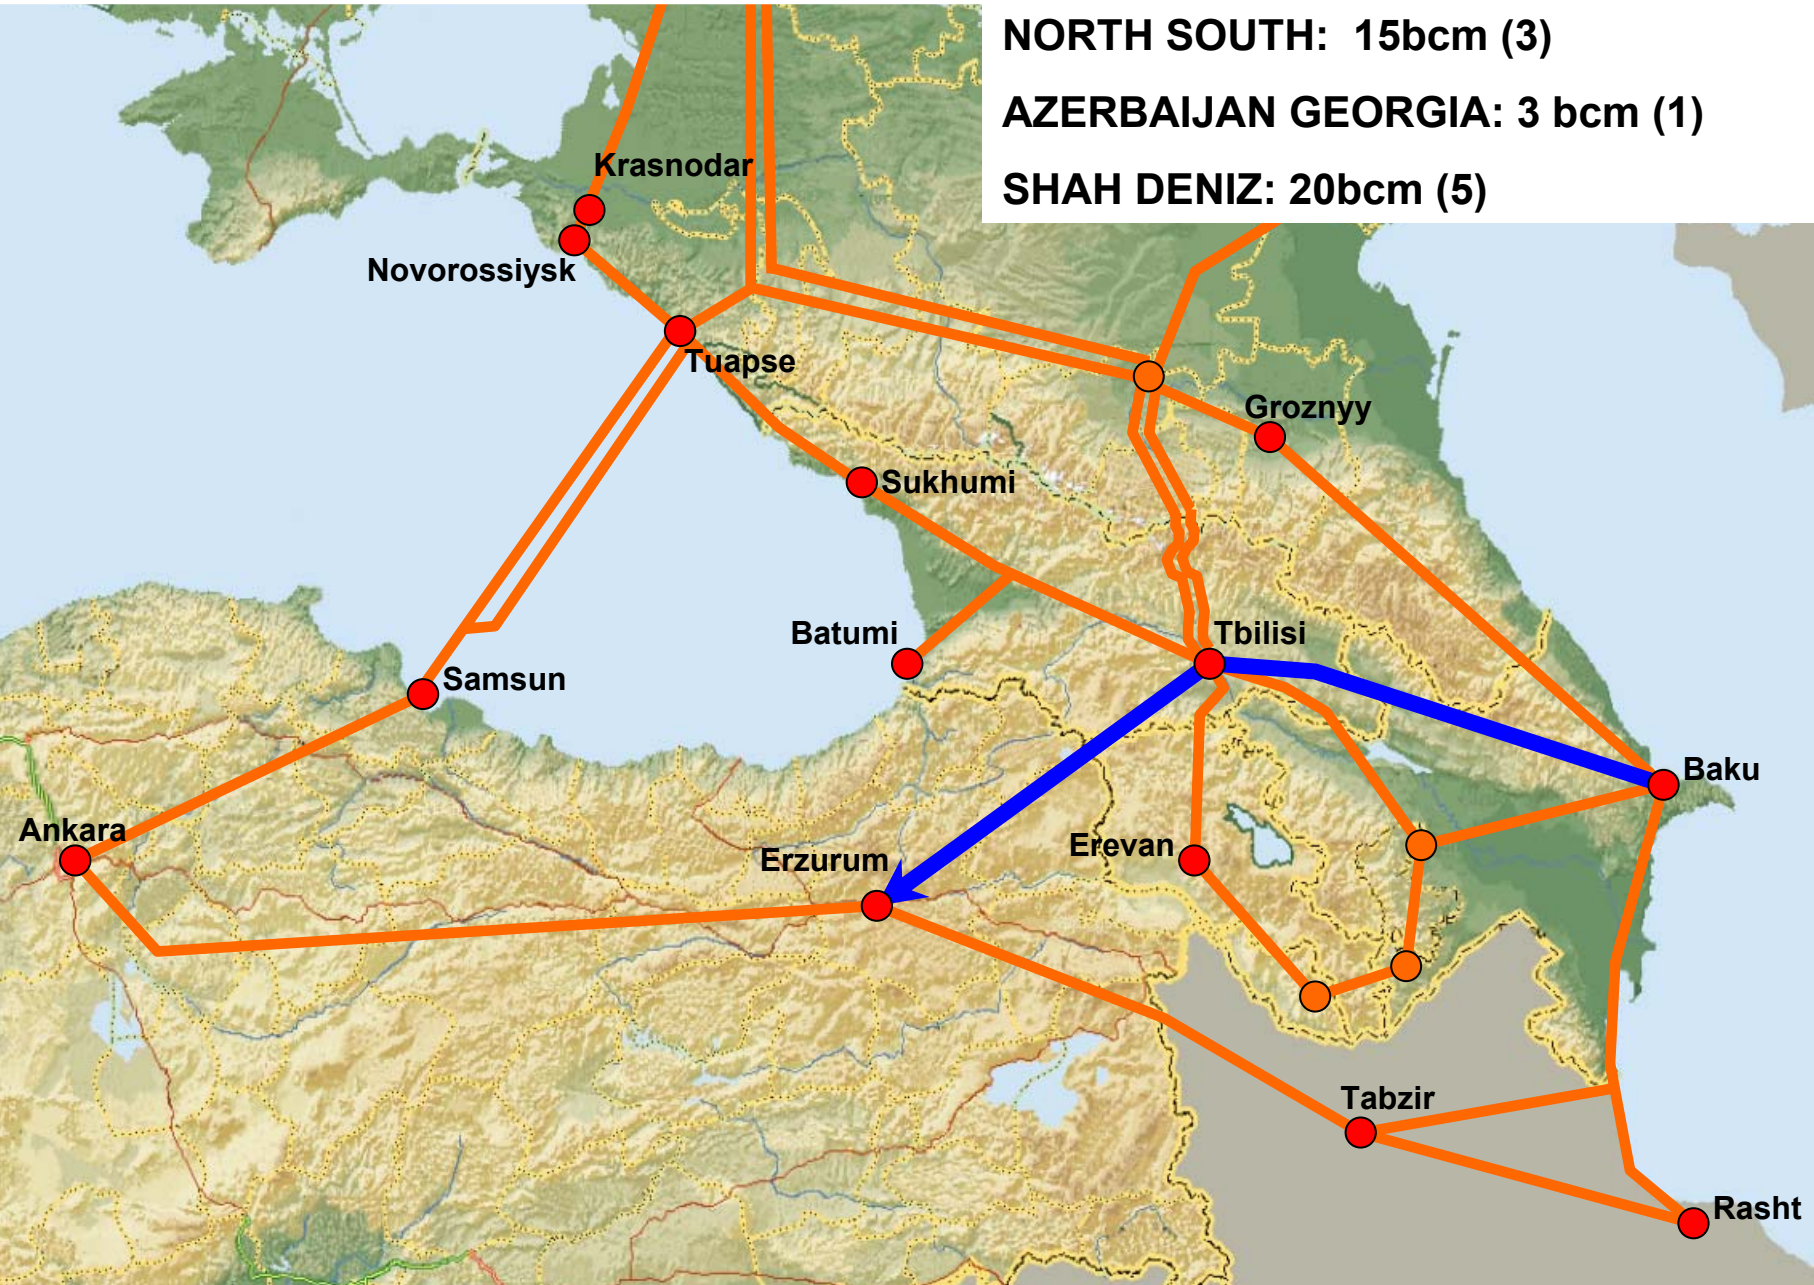 NORTH SOUTH: 15bcm (3)
AZERBAIJAN GEORGIA: 3 bcm (1)
SHAH DENIZ: 20bcm (5)
Krasnodar
Novorossiysk
Tuapse
Groznyy
Sukhumi
Batumi
Tbilisi
Samsun
Baku
Ankara
Erzurum
Erevan
Tabzir
Rasht